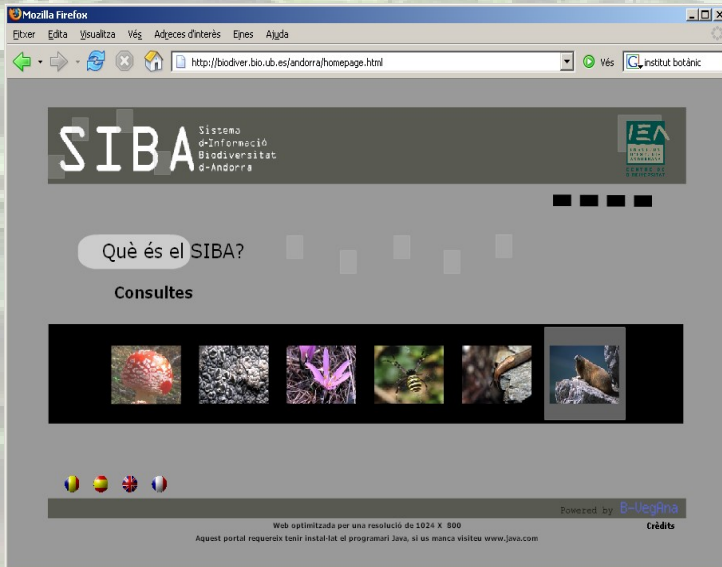 Mozilla Firefox
Fitxer Edita Visualitza Vés Adreces d'interès Eines Ajuda
http://biodiver.bio.ub.es/andorra/homepage.html Vés institut botànic
SIBA
Sistema
d-Informació
Biodiversitat
d-Andorra
IEA
Què és el SIBA?
Consultes
Powered by B-VegAna
Web optimitzada per una resolució de 1024 X 800
Crèdits
Aquest portal requereix tenir instal·lat el programari Java, si us manca visiteu www.java.com